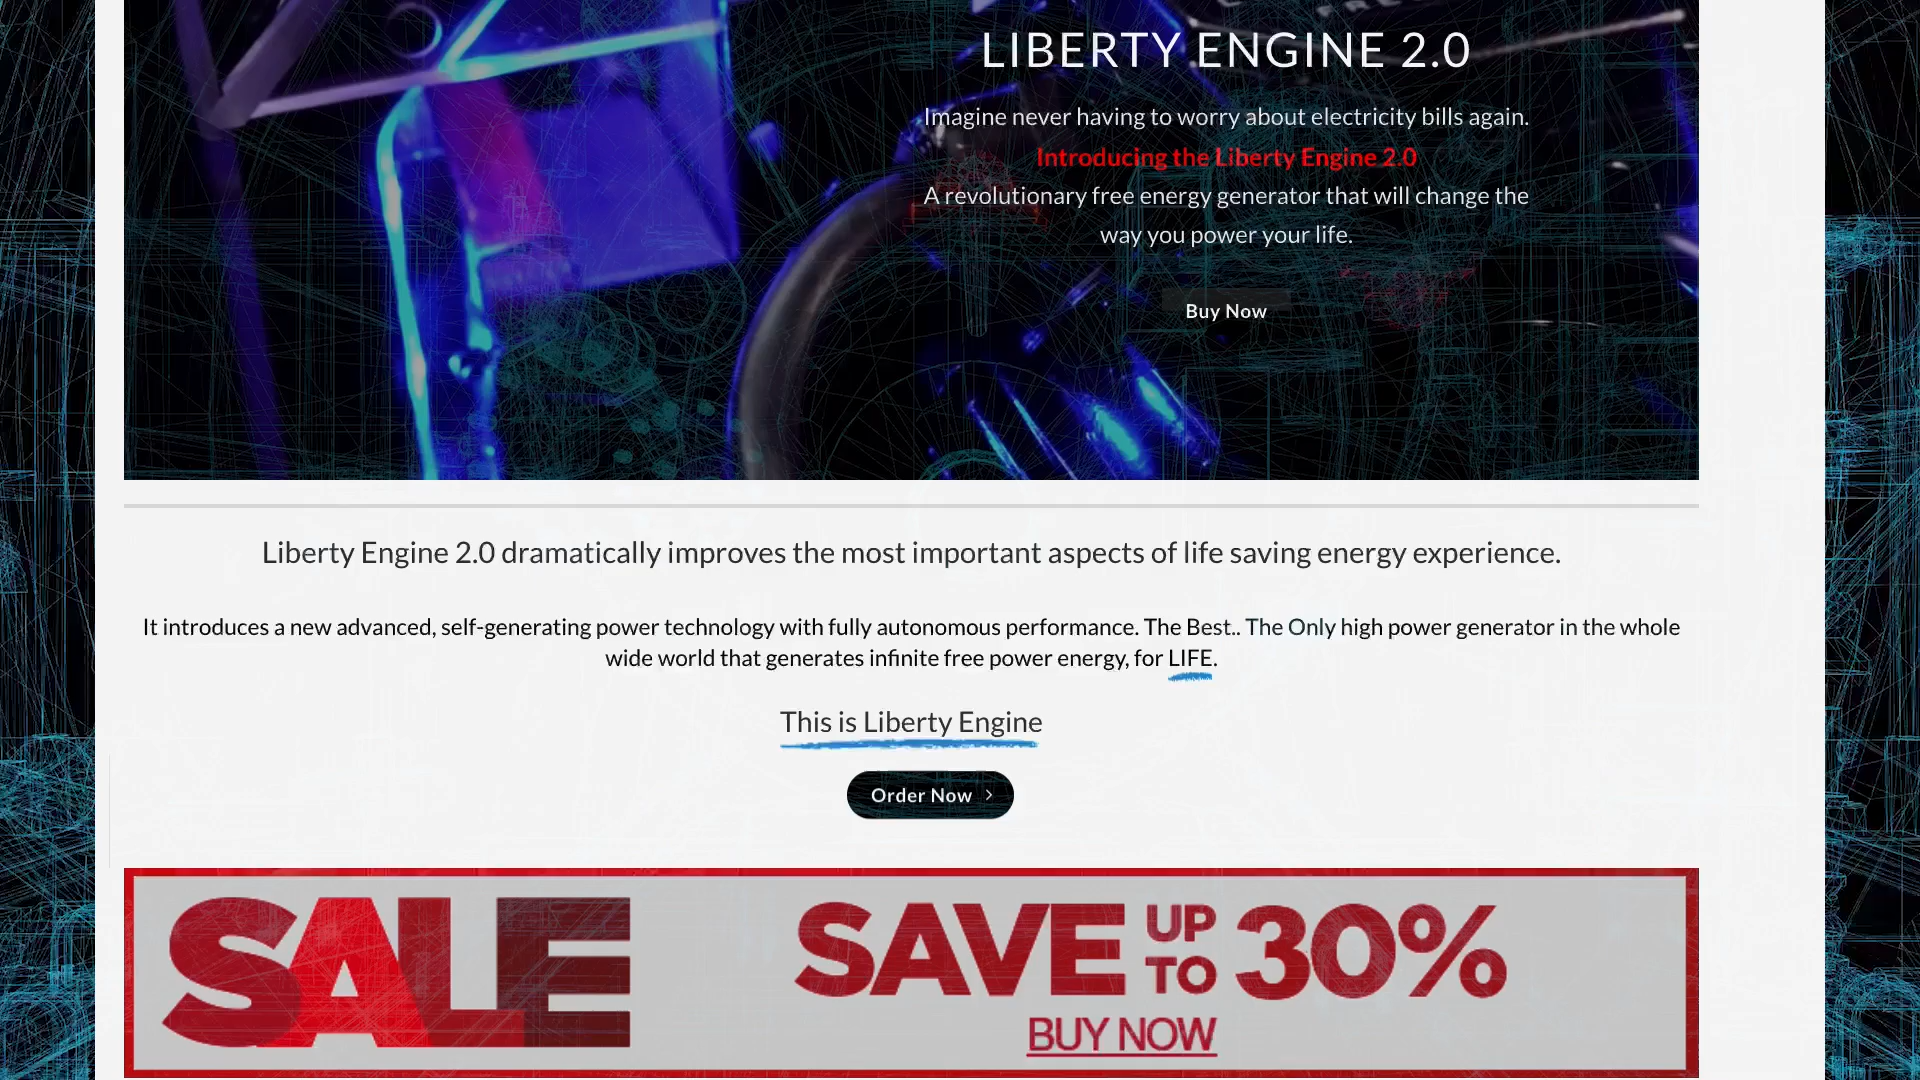 LIBERTY ENGINE 2.0
Imagine never having to worry about electricity bills again.
Introducing the Liberty Engine 2.0
A revolutionary free energy generator that will change the
way you power your life.
Buy Now
Liberty Engine 2.0 dramatically improves the most important aspects of life saving energy experience.
It introduces a new advanced, self-generating power technology with fully autonomous performance. The Best.. The Only high power generator in the whole
wide world that generates infinite free power energy, for LIFE.
This is Liberty Engine
Order Now
SALE
SAVE UP TO 30%
BUY NOW